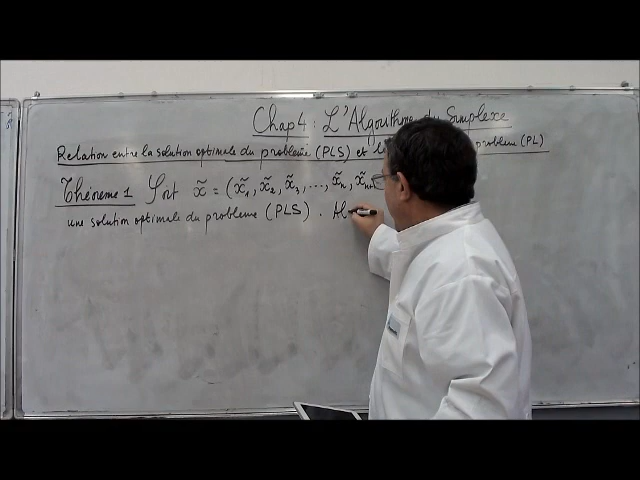 Chap 4 : L'Algorithme du Simplexe
Relation entre la solution optimale du problème (PLS) et l' problème (PL)
Théorème 1 Soit x̃ = (x̃₁, x̃₂, x̃₃, ..., x̃ₙ, x̃ₙ
une solution optimale du problème (PLS). Al